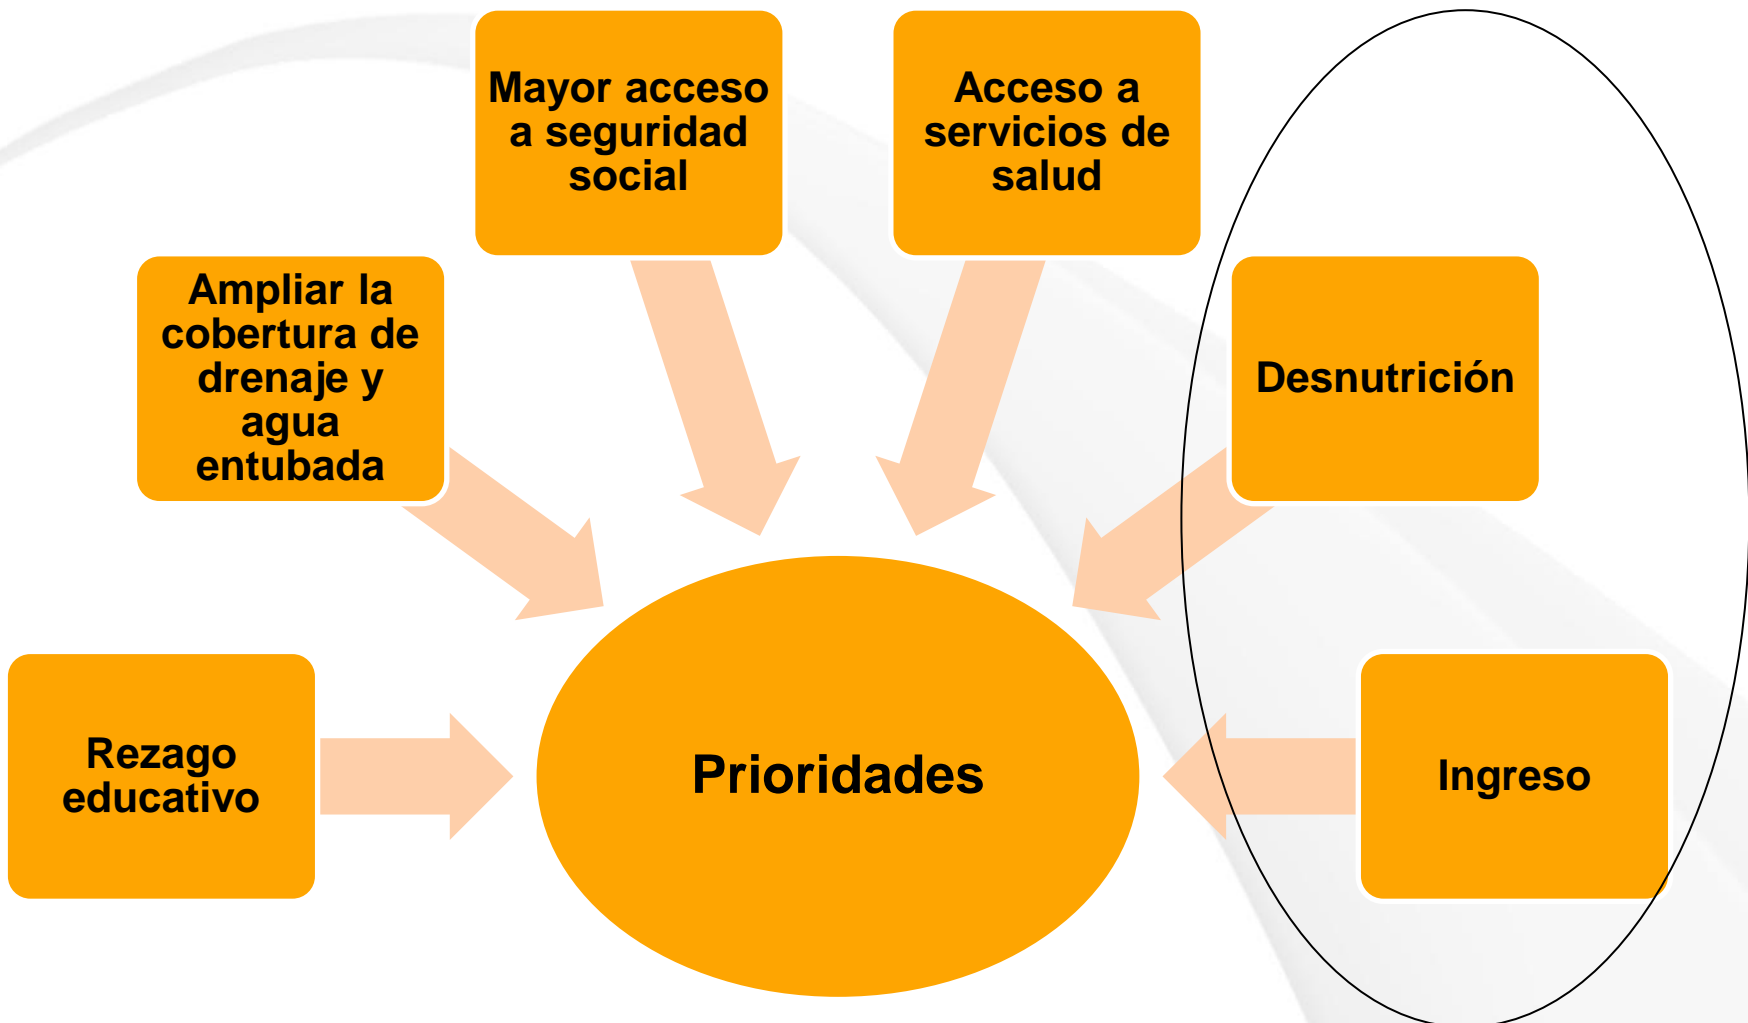 Mayor acceso
a seguridad
social
Acceso a
servicios de
salud
Ampliar la
cobertura de
drenaje y
agua
entubada
Desnutrición
Rezago
educativo
Prioridades
Ingreso